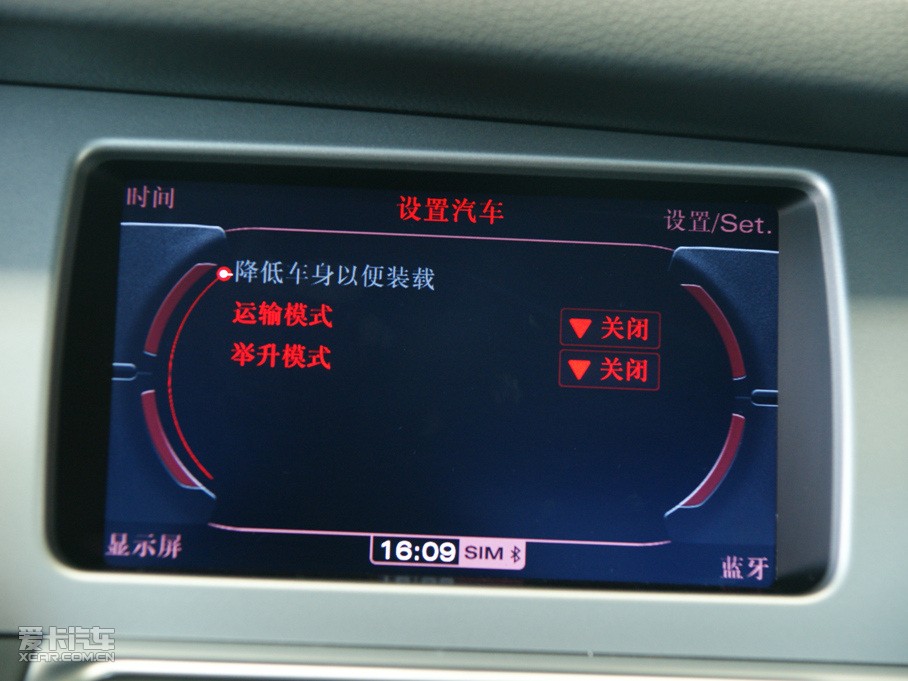 时间
设置汽车
设置/Set.
降低车身以便装载
运输模式
▼ 关闭
举升模式
▼ 关闭
显示屏
16:09 SIM
蓝牙
爱卡汽车
XCAR.COM.CN